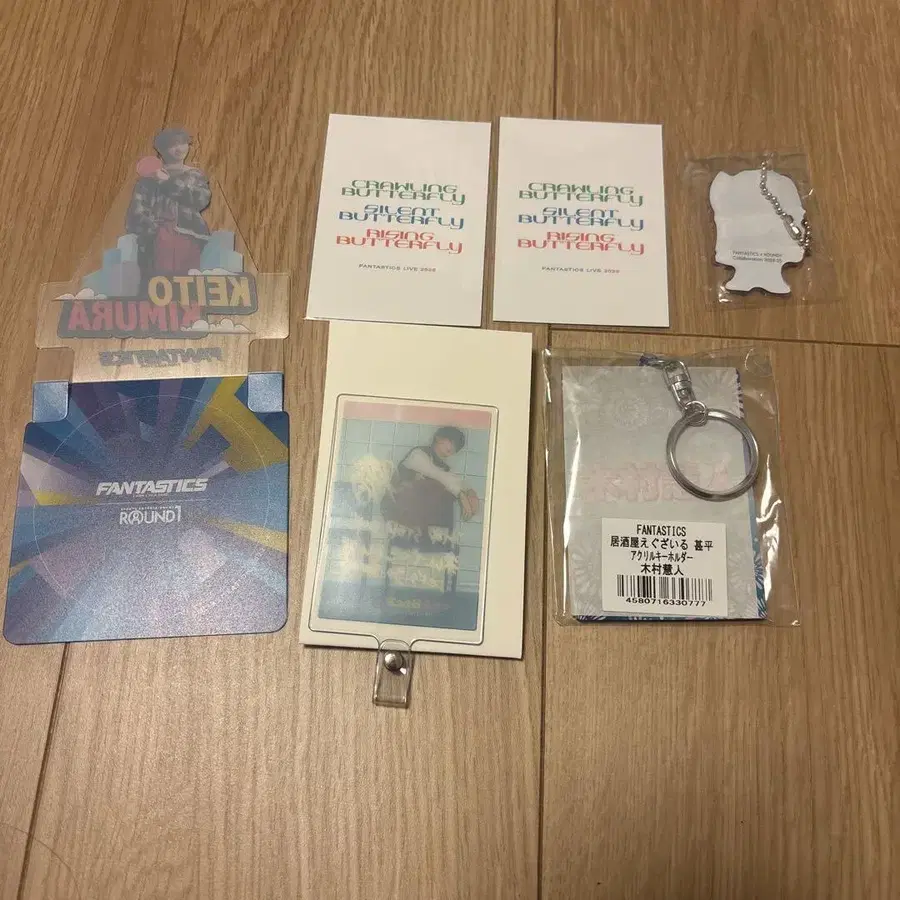 KEITO
KIMURA
FANTASTICS
FANTASTICS
ROUND1
CRAWLING
BUTTERFLY
SILENT
BUTTERFLY
RISING
BUTTERFLY
FANTASTICS LIVE 2025
CRAWLING
BUTTERFLY
SILENT
BUTTERFLY
RISING
BUTTERFLY
FANTASTICS LIVE 2025
FANTASTICS
居酒屋えぐざいる 甚平
アクリルキーホルダー
木村慧人
4580716330777